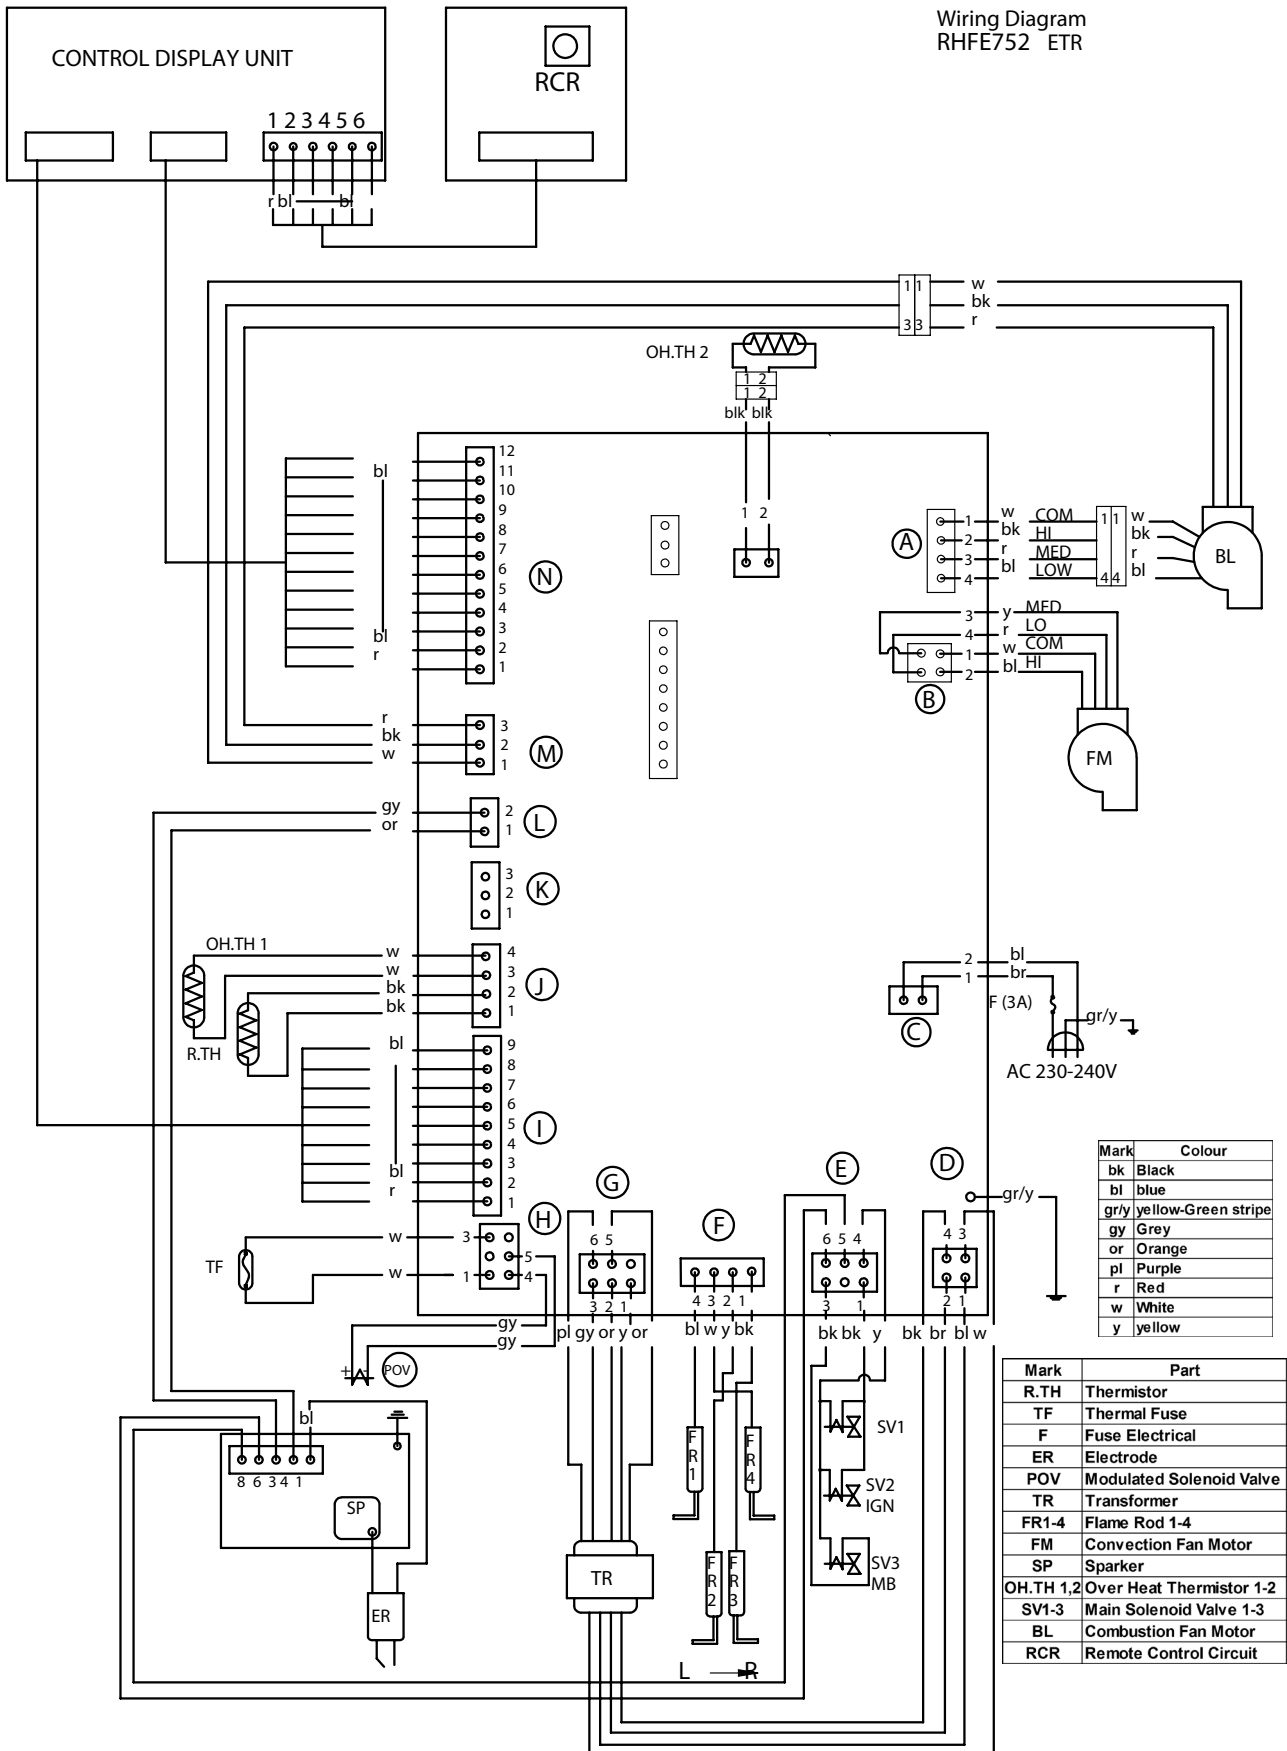 Wiring Diagram
RHFE752 ETR
CONTROL DISPLAY UNIT
RCR
1 2 3 4 5 6
r bl bl
1 1 w
bk
3 3 r
OH.TH 2
1 2
1 2
blk blk
1 2
12
11
10
9
8
7
6
5
4
3
2
1
bl
bl
r
N
A
1 w COM 1 1 w
2 bk HI bk
3 r MED r
4 bl LOW 4 4 bl
BL
3 y MED
4 r LO
1 w COM
2 bl HI
B
FM
r 3
bk 2
w 1
M
gy 2
or 1
L
3
2
1
K
OH.TH 1
R.TH
w 4
w 3
bk 2
bk 1
J
2 bl
1 br
C
F (3A)
gr/y
AC 230-240V
bl 9
8
7
6
5
4
bl 3
r 2
1
I
H
TF
w 3
5
w 1 4
gy
gy
POV
G
6 5
3 2 1
pl gy or y or
F
4 3 2 1
bl w y bk
E
6 5 4
3 1
bk bk y
D
gr/y
4 3
2 1
bk br bl w
bl
8 6 3 4 1
SP
ER
TR
FR1
FR4
FR2
FR3
L R
SV1
SV2
IGN
SV3
MB
Mark Colour
bk Black
bl blue
gr/y yellow-Green stripe
gy Grey
or Orange
pl Purple
r Red
w White
y yellow
Mark Part
R.TH Thermistor
TF Thermal Fuse
F Fuse Electrical
ER Electrode
POV Modulated Solenoid Valve
TR Transformer
FR1-4 Flame Rod 1-4
FM Convection Fan Motor
SP Sparker
OH.TH 1,2 Over Heat Thermistor 1-2
SV1-3 Main Solenoid Valve 1-3
BL Combustion Fan Motor
RCR Remote Control Circuit